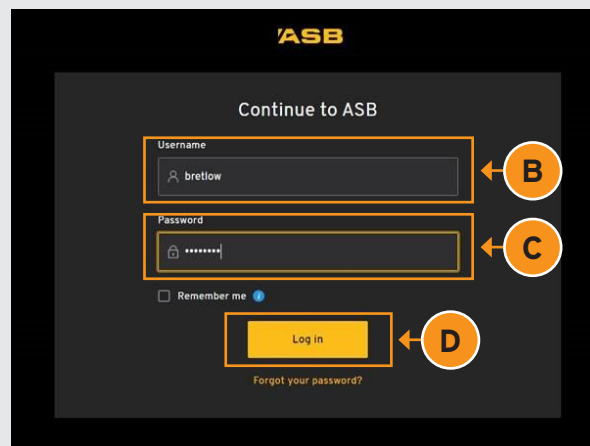 ASB
Continue to ASB
Username
bretlow
B
Password
••••••••
C
Remember me i
Log in
D
Forgot your password?